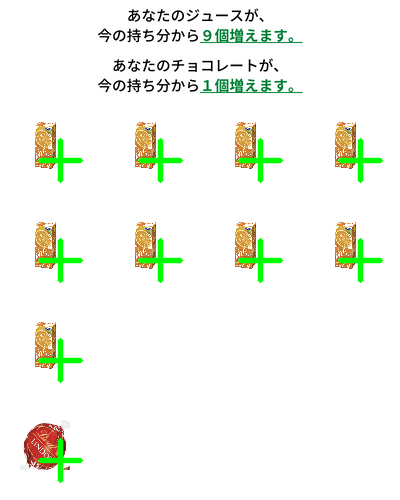 あなたのジュースが、
今の持ち分から９個増えます。
あなたのチョコレートが、
今の持ち分から１個増えます。